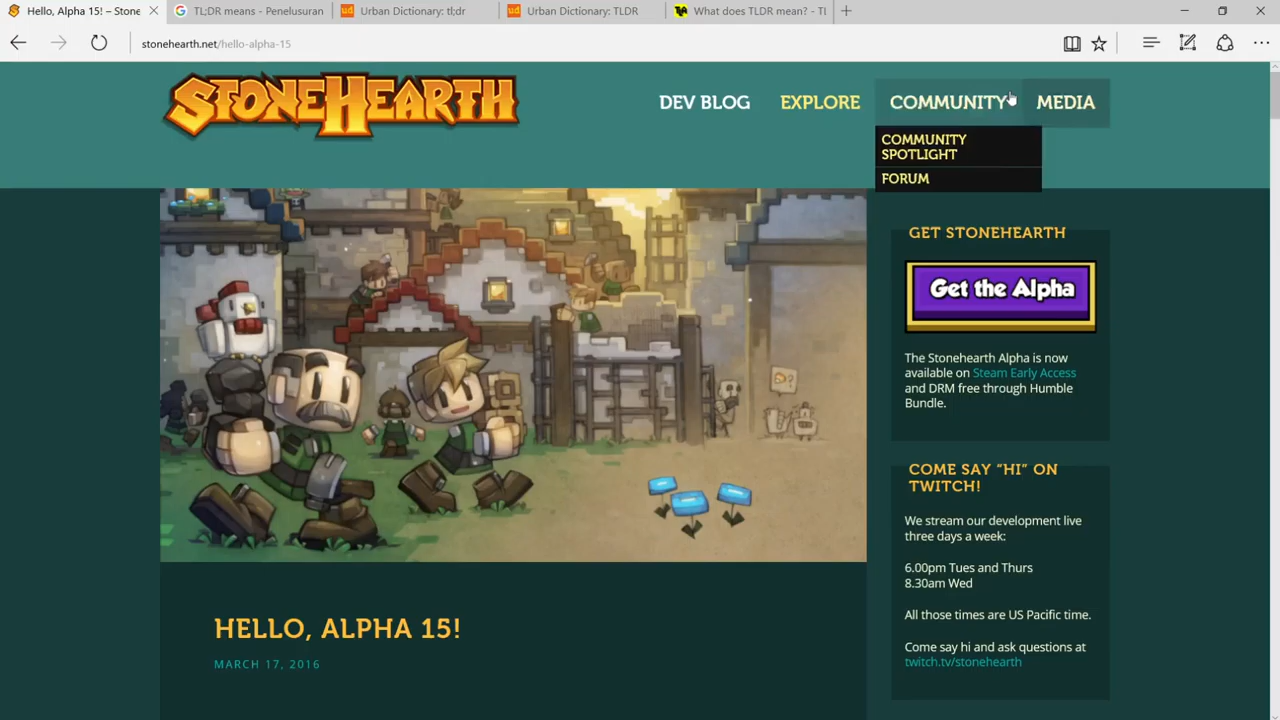 Hello, Alpha 15! – Stone
TL;DR means - Penelusuran
Urban Dictionary: tl;dr
Urban Dictionary: TLDR
What does TLDR mean? - TL
stonehearth.net/hello-alpha-15
STONEHEARTH
DEV BLOG
EXPLORE
COMMUNITY
MEDIA
COMMUNITY
SPOTLIGHT
FORUM
GET STONEHEARTH
Get the Alpha
The Stonehearth Alpha is now
available on Steam Early Access
and DRM free through Humble
Bundle.
COME SAY “HI” ON
TWITCH!
We stream our development live
three days a week:
6.00pm Tues and Thurs
8.30am Wed
All those times are US Pacific time.
Come say hi and ask questions at
twitch.tv/stonehearth
HELLO, ALPHA 15!
MARCH 17, 2016